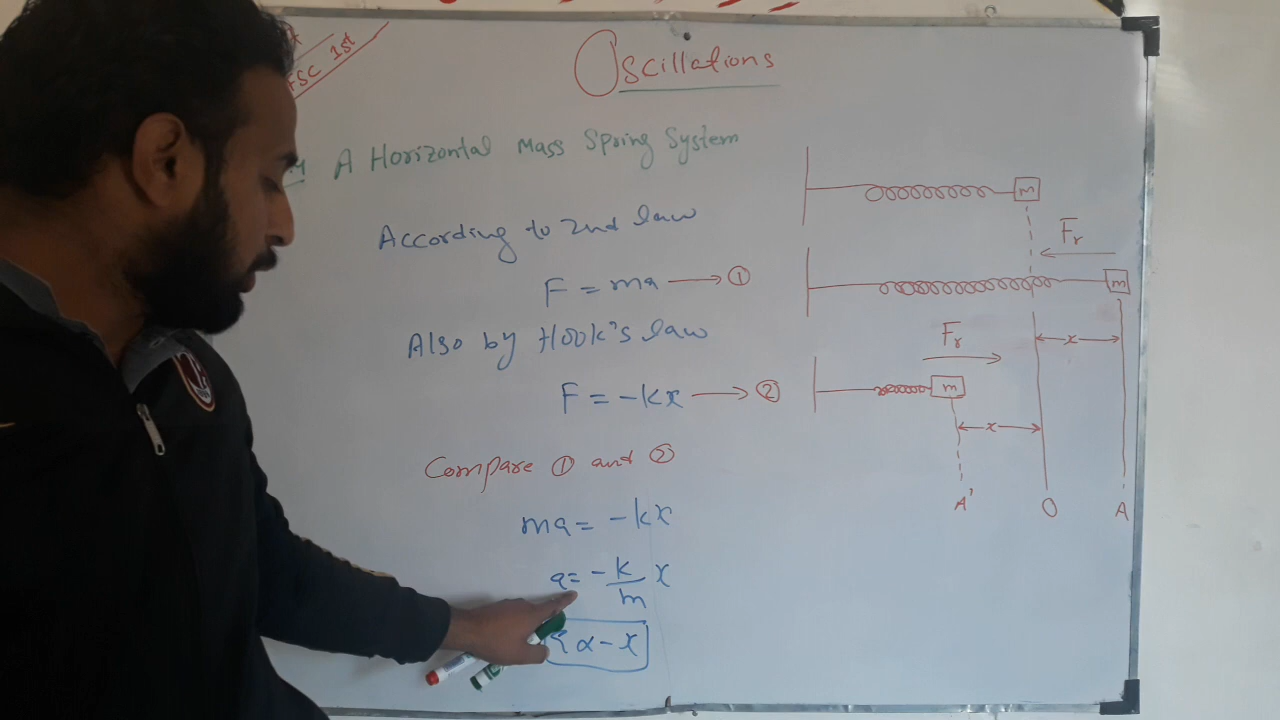 FSC 1st
Oscillations
A Horizontal Mass Spring System
According to 2nd law
F = ma → ①
Also by Hook's law
F = -kx → ②
Compare ① and ②
ma = -kx
a = -k/m x
α - x
m
Fr
m
x
Fr
m
x
A' O A